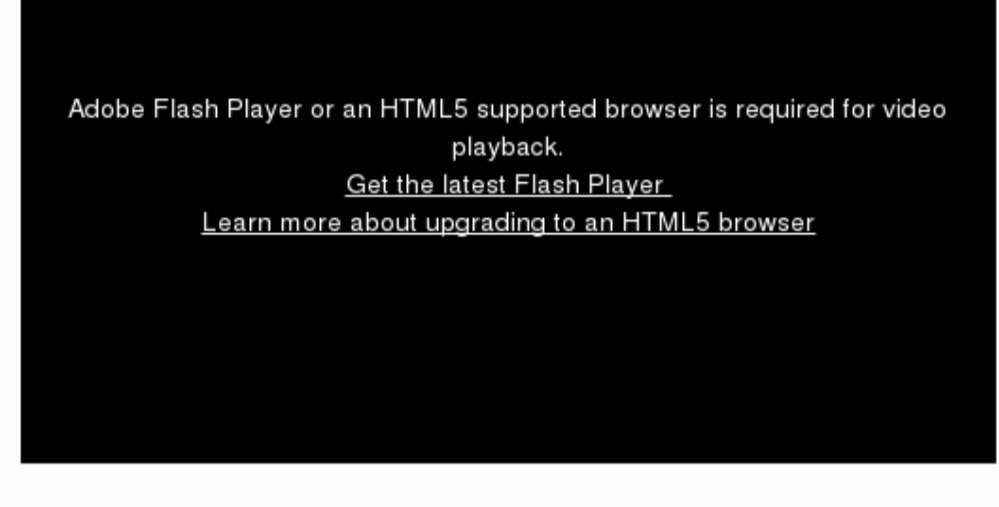 Adobe Flash Player or an HTML5 supported browser is required for video
playback.
Get the latest Flash Player
Learn more about upgrading to an HTML5 browser